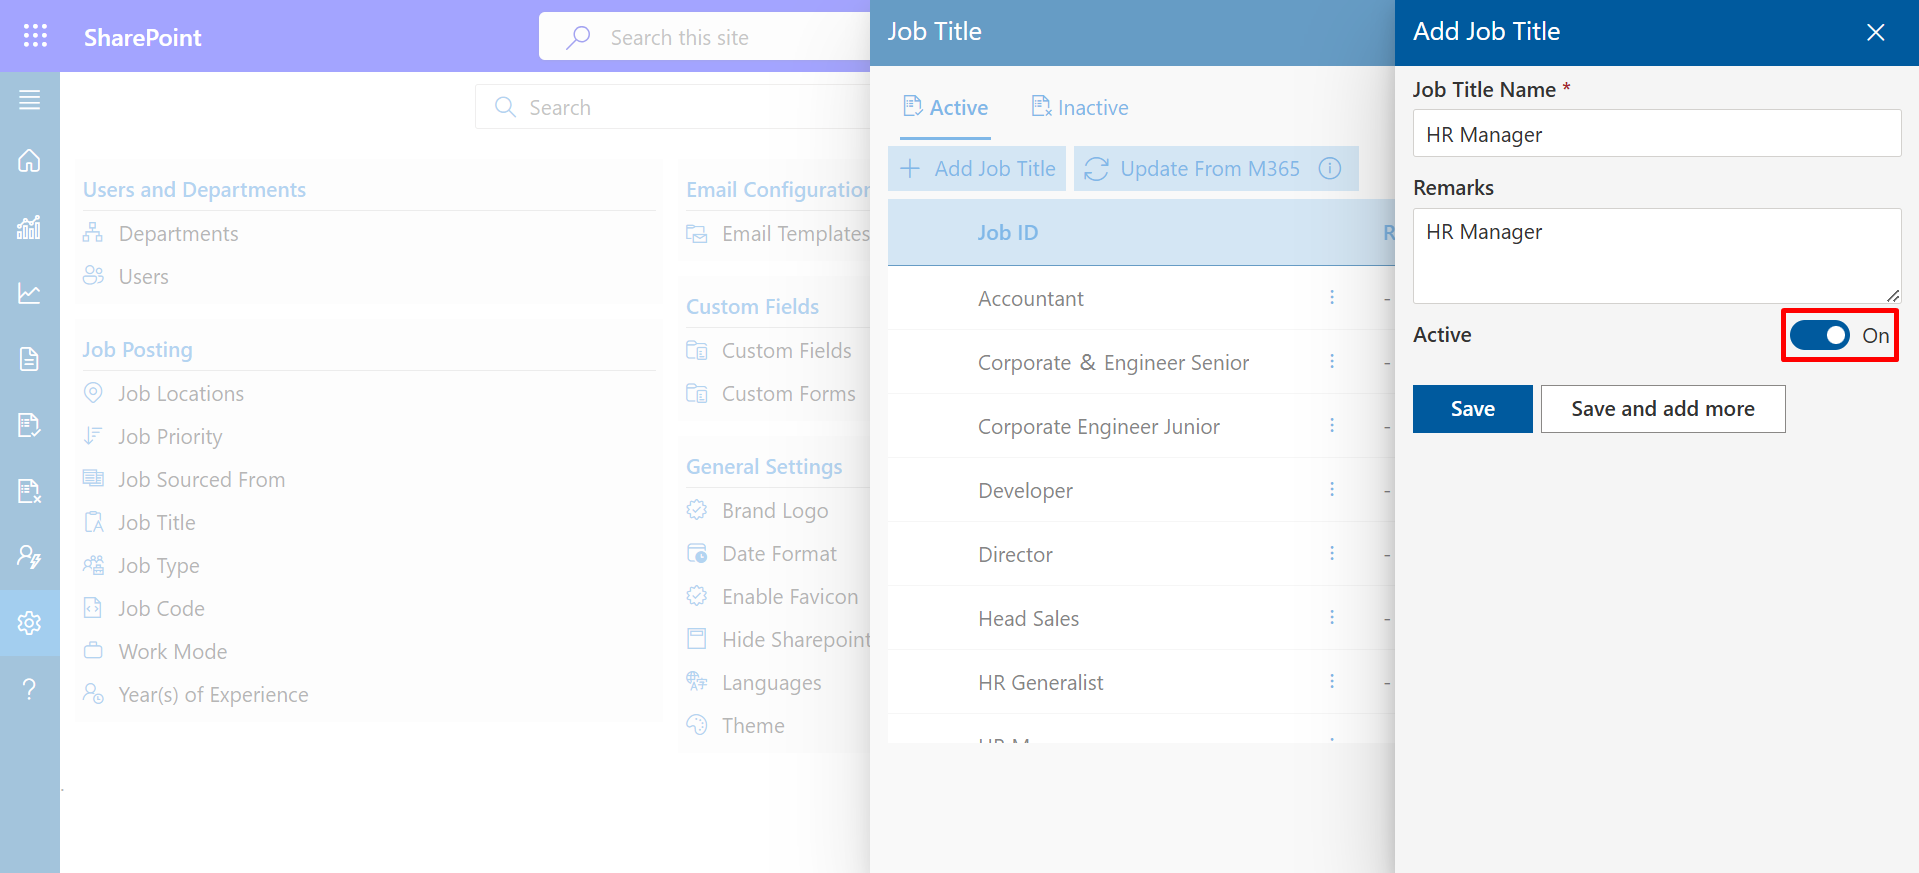 SharePoint
Search this site
Search
Users and Departments
Departments
Users
Job Posting
Job Locations
Job Priority
Job Sourced From
Job Title
Job Type
Job Code
Work Mode
Year(s) of Experience
Email Configuration
Email Templates
Custom Fields
Custom Fields
Custom Forms
General Settings
Brand Logo
Date Format
Enable Favicon
Hide Sharepoint
Languages
Theme
Job Title
Active Inactive
Add Job Title Update From M365
Job ID R
Accountant -
Corporate & Engineer Senior -
Corporate Engineer Junior -
Developer -
Director -
Head Sales -
HR Generalist -
Add Job Title
Job Title Name *
HR Manager
Remarks
HR Manager
Active On
Save Save and add more